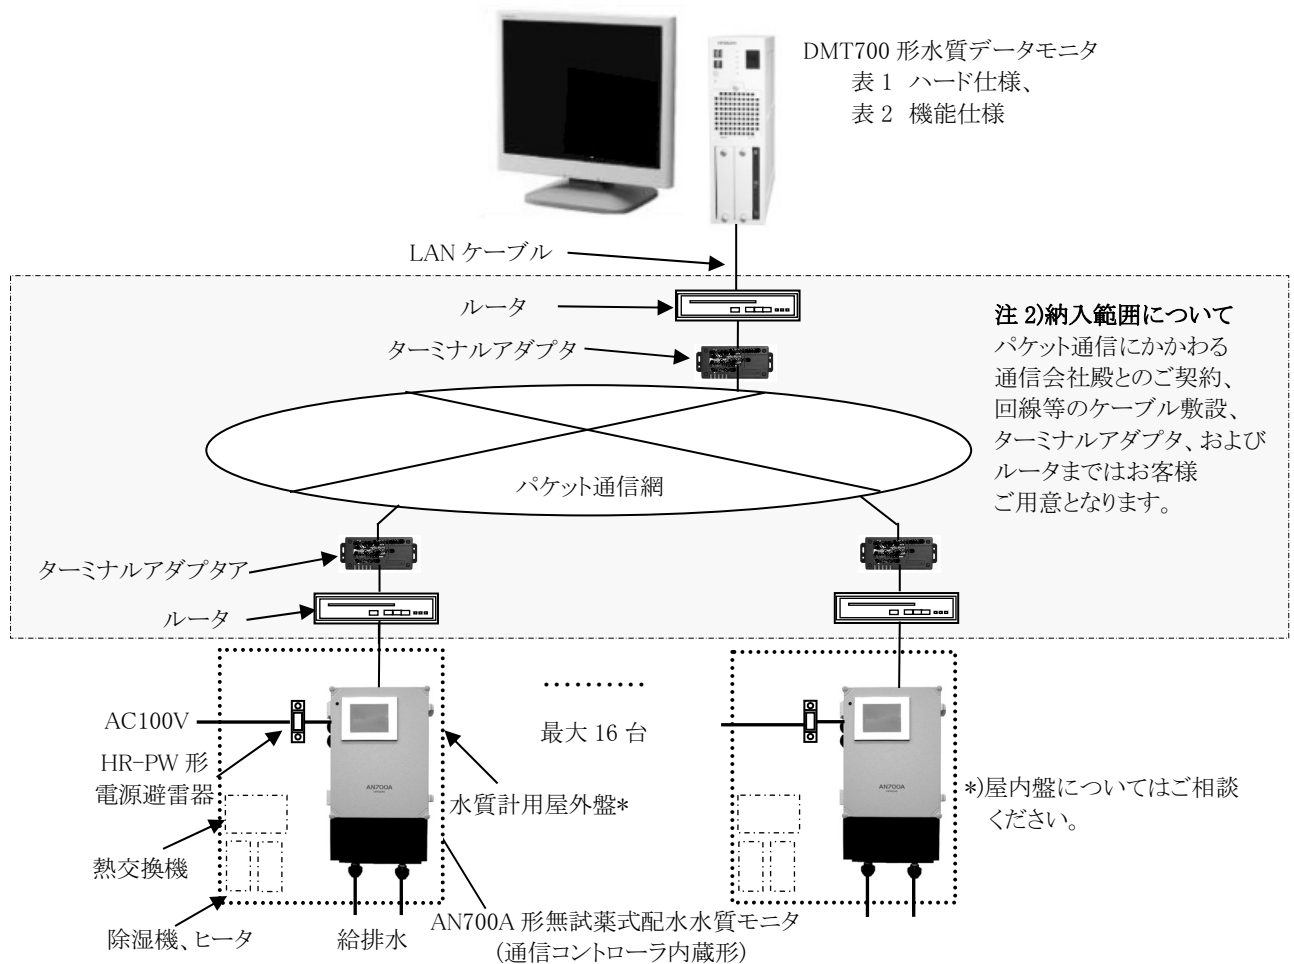 DMT700 形水質データモニタ
表 1 ハード仕様、
表 2 機能仕様
LAN ケーブル
ルータ
ターミナルアダプタ
注 2)納入範囲について
パケット通信にかかわる
通信会社殿とのご契約、
回線等のケーブル敷設、
ターミナルアダプタ、および
ルータまではお客様
ご用意となります。
パケット通信網
ターミナルアダプタア
ルータ
AC100V
HR-PW 形
電源避雷器
最大 16 台
AN700A
AN700A
水質計用屋外盤*
*)屋内盤についてはご相談
ください。
熱交換機
除湿機、ヒータ
給排水
AN700A 形無試薬式配水水質モニタ
(通信コントローラ内蔵形)